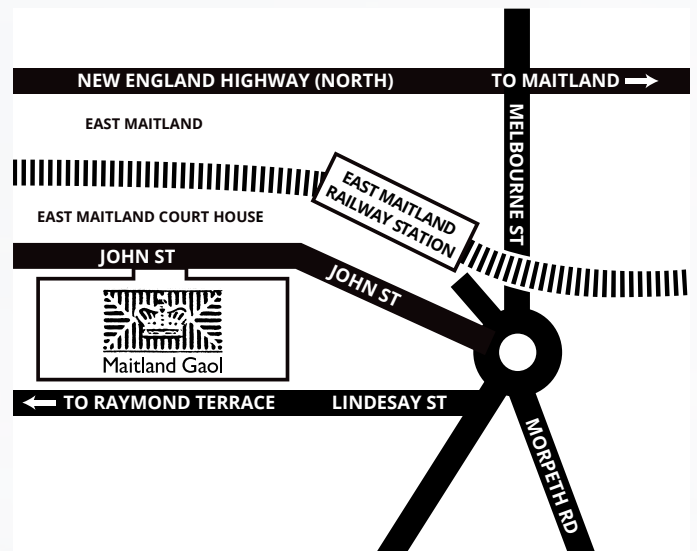 NEW ENGLAND HIGHWAY (NORTH)
TO MAITLAND
EAST MAITLAND
MELBOURNE ST
EAST MAITLAND
RAILWAY STATION
EAST MAITLAND COURT HOUSE
JOHN ST
JOHN ST
Maitland Gaol
TO RAYMOND TERRACE
LINDESAY ST
MORPETH RD